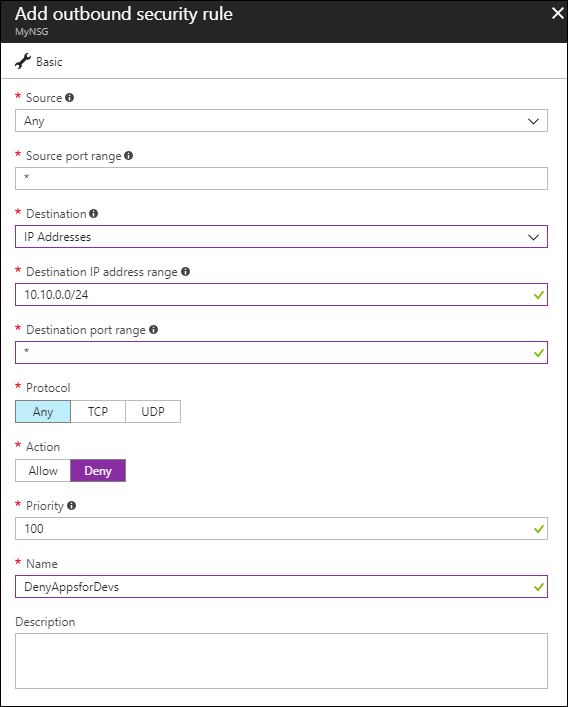 Add outbound security rule
MyNSG
Basic
* Source
Any
* Source port range
*
* Destination
IP Addresses
* Destination IP address range
10.10.0.0/24
* Destination port range
*
* Protocol
Any TCP UDP
* Action
Allow Deny
* Priority
100
* Name
DenyAppsforDevs
Description